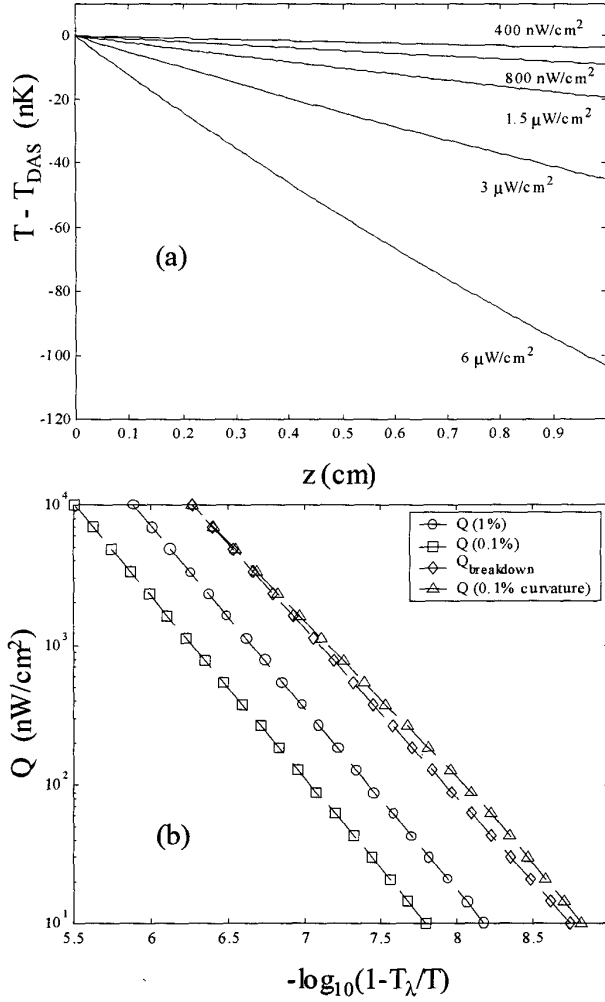 0
-20
-40
-60
-80
-100
-120
T - T_DAS (nK)
400 nW/cm²
800 nW/cm²
1.5 μW/cm²
3 μW/cm²
6 μW/cm²
(a)
0 0.1 0.2 0.3 0.4 0.5 0.6 0.7 0.8 0.9
z (cm)
10⁴
10³
10²
10¹
Q (nW/cm²)
Q (1%)
Q (0.1%)
Q_breakdown
Q (0.1% curvature)
(b)
5.5 6 6.5 7 7.5 8 8.5
-log₁₀(1-T_λ/T)